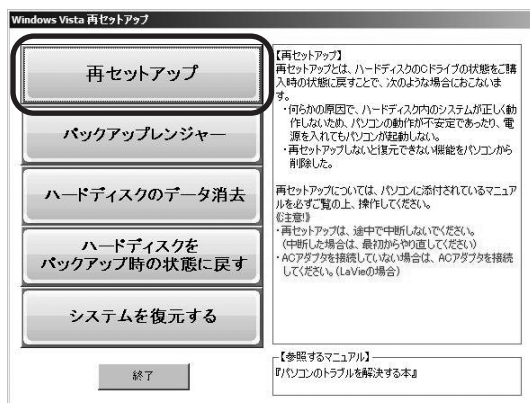 Windows Vista 再セットアップ
再セットアップ
バックアップレンジャー
ハードディスクのデータ消去
ハードディスクを
バックアップ時の状態に戻す
システムを復元する
終了
【再セットアップ】
再セットアップとは、ハードディスクのCドライブの状態をご購
入時の状態に戻すことで、次のような場合におこないま
す。
・何らかの原因で、ハードディスク内のシステムが正しく動
作しないため、パソコンの動作が不安定であったり、電
源を入れてもパソコンが起動しない。
・再セットアップしないと復元できない機能をパソコンから
削除した。
再セットアップについては、パソコンに添付されているマニュア
ルを必ずご覧の上、操作してください。
《注意!》
・再セットアップは、途中で中断しないでください。
(中断した場合は、最初からやり直してください)
・ACアダプタを接続していない場合は、ACアダプタを接続
してください。(LaVieの場合)
【参照するマニュアル】
『パソコンのトラブルを解決する本』